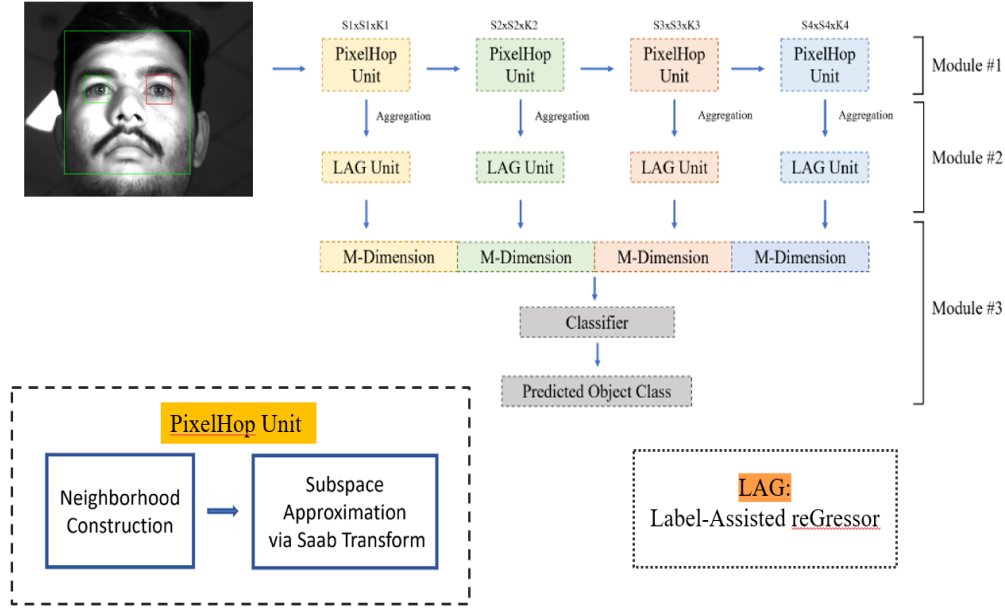 S1xS1xK1
S2xS2xK2
S3xS3xK3
S4xS4xK4
PixelHop
Unit
PixelHop
Unit
PixelHop
Unit
PixelHop
Unit
Module #1
Aggregation
Aggregation
Aggregation
Aggregation
LAG Unit
LAG Unit
LAG Unit
LAG Unit
Module #2
M-Dimension
M-Dimension
M-Dimension
M-Dimension
Classifier
Predicted Object Class
Module #3
PixelHop Unit
Neighborhood
Construction
Subspace
Approximation
via Saab Transform
LAG:
Label-Assisted reGressor